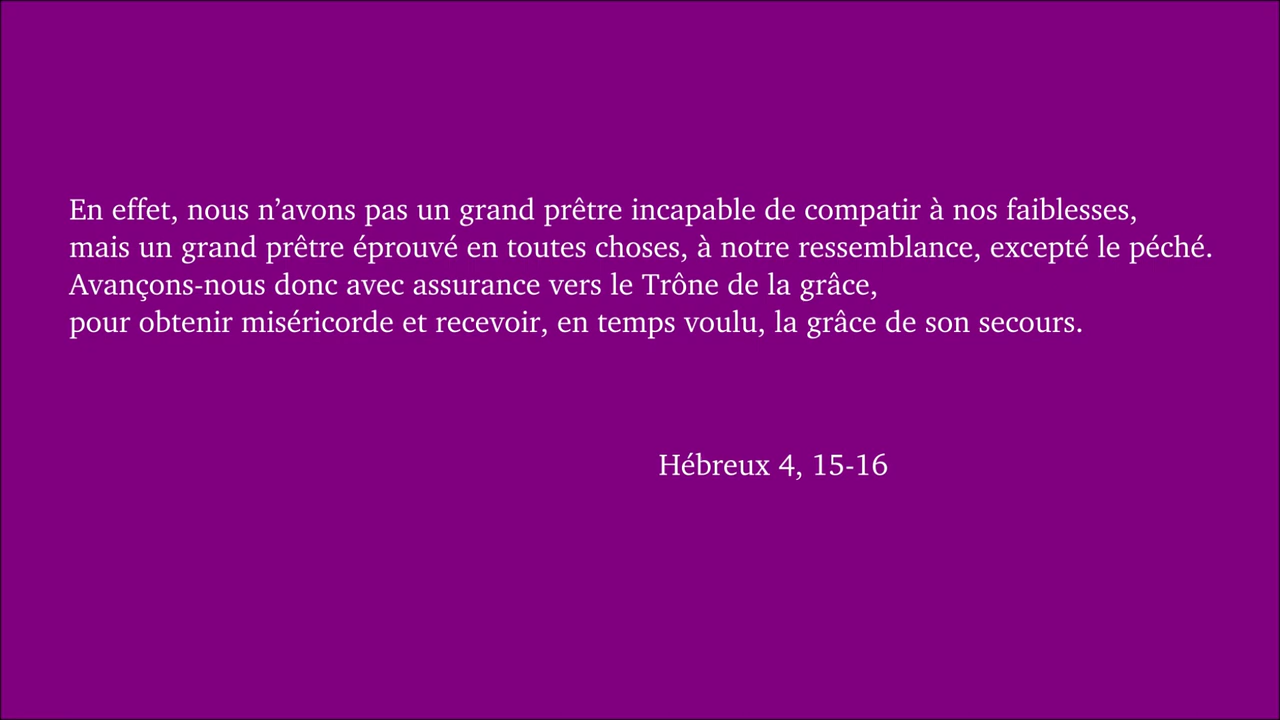 En effet, nous n’avons pas un grand prêtre incapable de compatir à nos faiblesses,
mais un grand prêtre éprouvé en toutes choses, à notre ressemblance, excepté le péché.
Avançons-nous donc avec assurance vers le Trône de la grâce,
pour obtenir miséricorde et recevoir, en temps voulu, la grâce de son secours.
Hébreux 4, 15-16